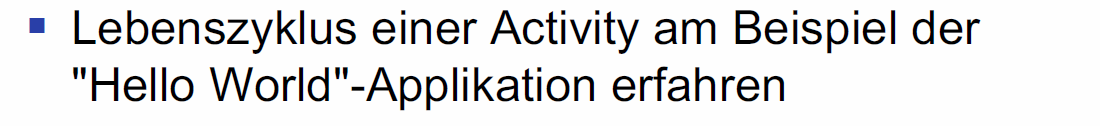 ▪ Lebenszyklus einer Activity am Beispiel der
"Hello World"-Applikation erfahren